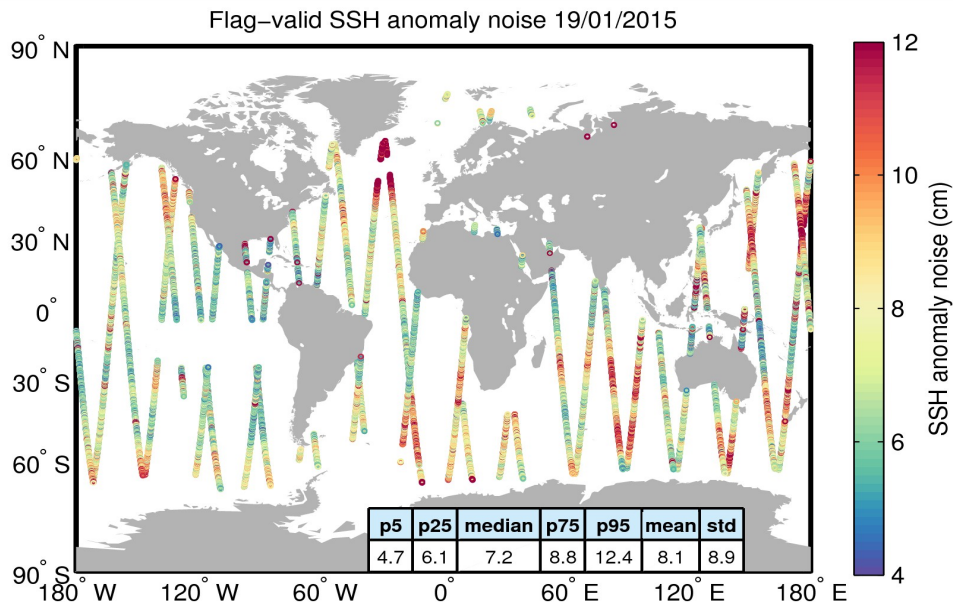 Flag−valid SSH anomaly noise 19/01/2015
90° N
60° N
30° N
0°
30° S
60° S
90° S
180° W
120° W
60° W
0°
60° E
120° E
180° E
12
10
8
6
4
SSH anomaly noise (cm)
p5 p25 median p75 p95 mean std
4.7 6.1 7.2 8.8 12.4 8.1 8.9